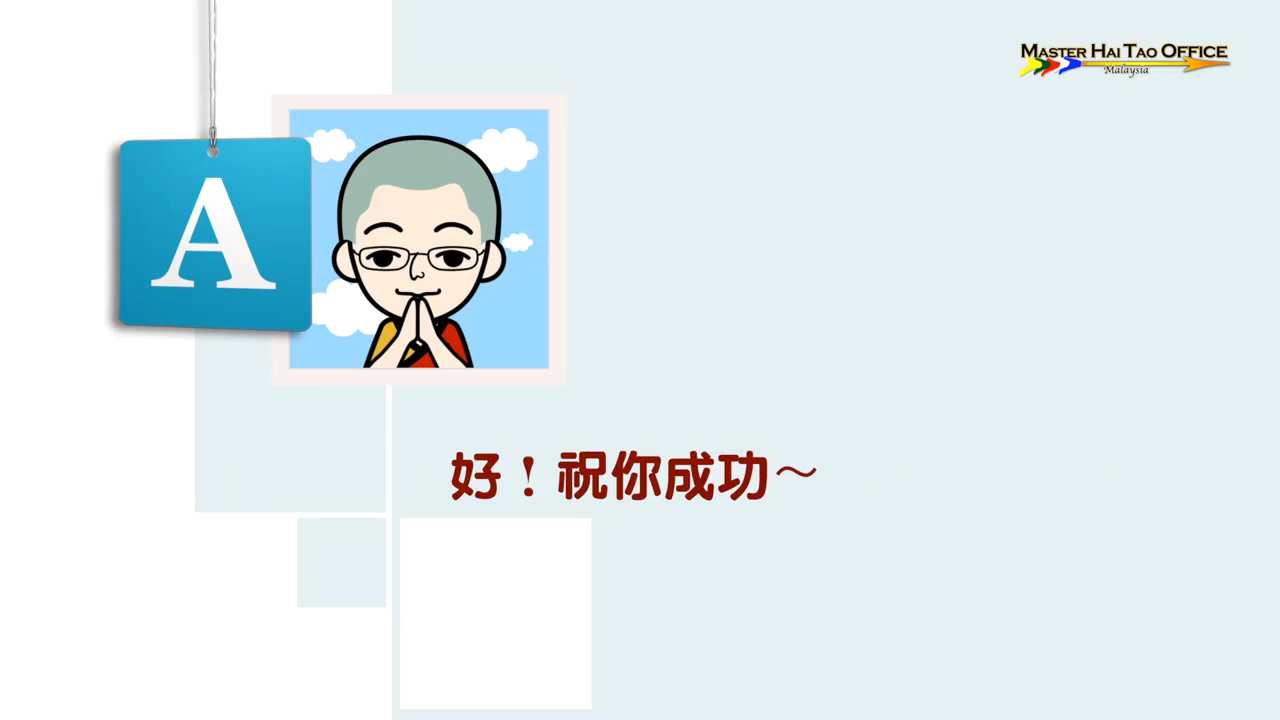 MASTER HAI TAO OFFICE
Malaysia
A
好！祝你成功～